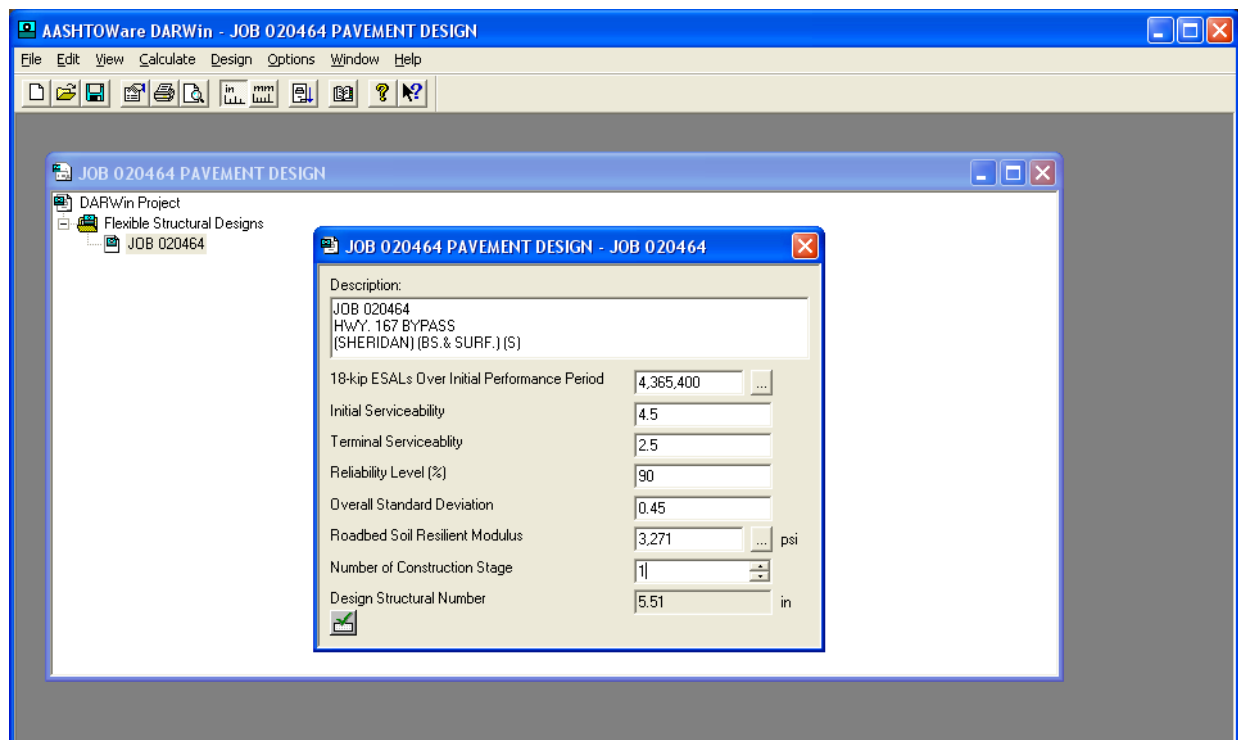 AASHTOWare DARWin - JOB 020464 PAVEMENT DESIGN
File Edit View Calculate Design Options Window Help
in mm
JOB 020464 PAVEMENT DESIGN
DARWin Project
Flexible Structural Designs
JOB 020464
JOB 020464 PAVEMENT DESIGN - JOB 020464
Description:
JOB 020464
HWY. 167 BYPASS
(SHERIDAN) (BS.& SURF.) (S)
18-kip ESALs Over Initial Performance Period 4,365,400 ...
Initial Serviceability 4.5
Terminal Serviceablity 2.5
Reliability Level (%) 90
Overall Standard Deviation 0.45
Roadbed Soil Resilient Modulus 3,271 ... psi
Number of Construction Stage 1
Design Structural Number 5.51 in